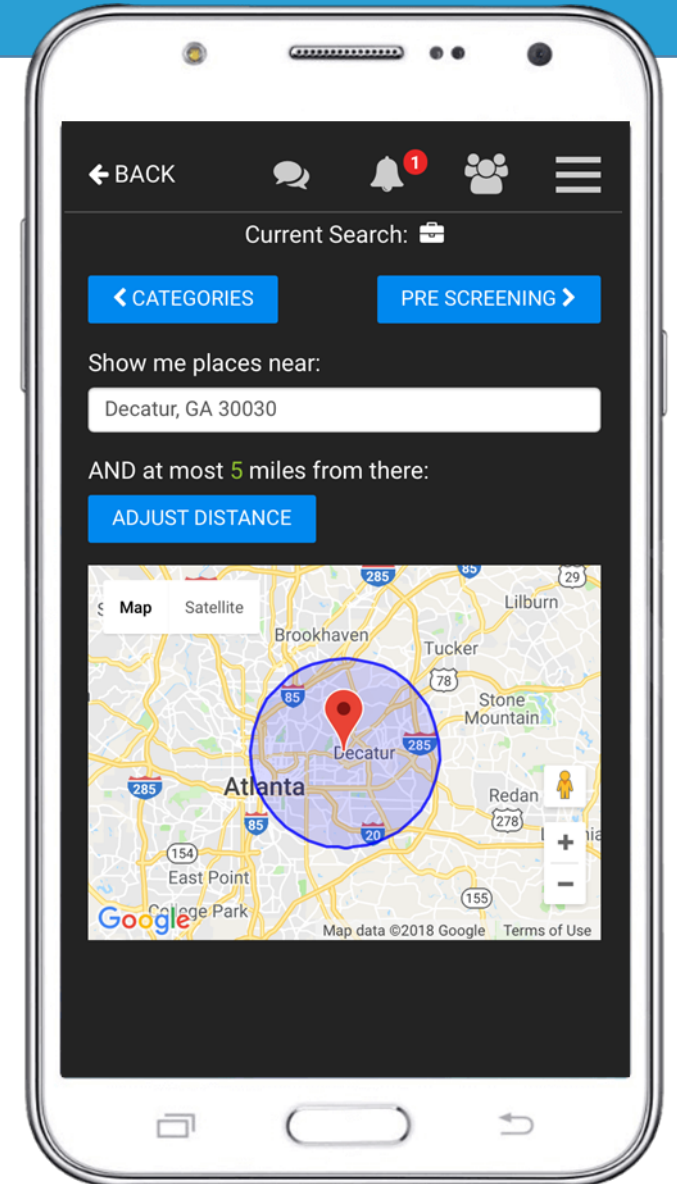 BACK
1
Current Search:
CATEGORIES
PRE SCREENING
Show me places near:
Decatur, GA 30030
AND at most 5 miles from there:
ADJUST DISTANCE
Map Satellite
285
85
29
Lilburn
Brookhaven
Tucker
78
85
Stone
Mountain
Decatur
285
285
Atlanta
Redan
278
85
20
154
East Point
155
College Park
Google
Map data ©2018 Google Terms of Use